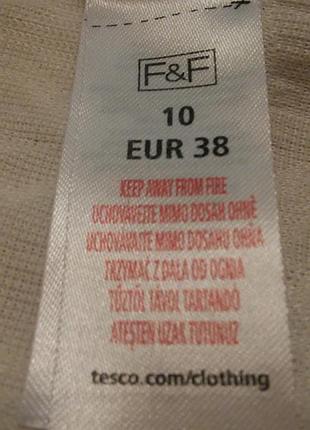 F&F
10
EUR 38
KEEP AWAY FROM FIRE
UCHOVÁVEJTE MIMO DOSAH OHNĚ
UCHOVÁVAJTE MIMO DOSAHU OHŇA
TRZYMAĆ Z DALA OD OGNIA
TŰZTŐL TÁVOL TARTANDÓ
ATEŞTEN UZAK TUTUNUZ
tesco.com/clothing